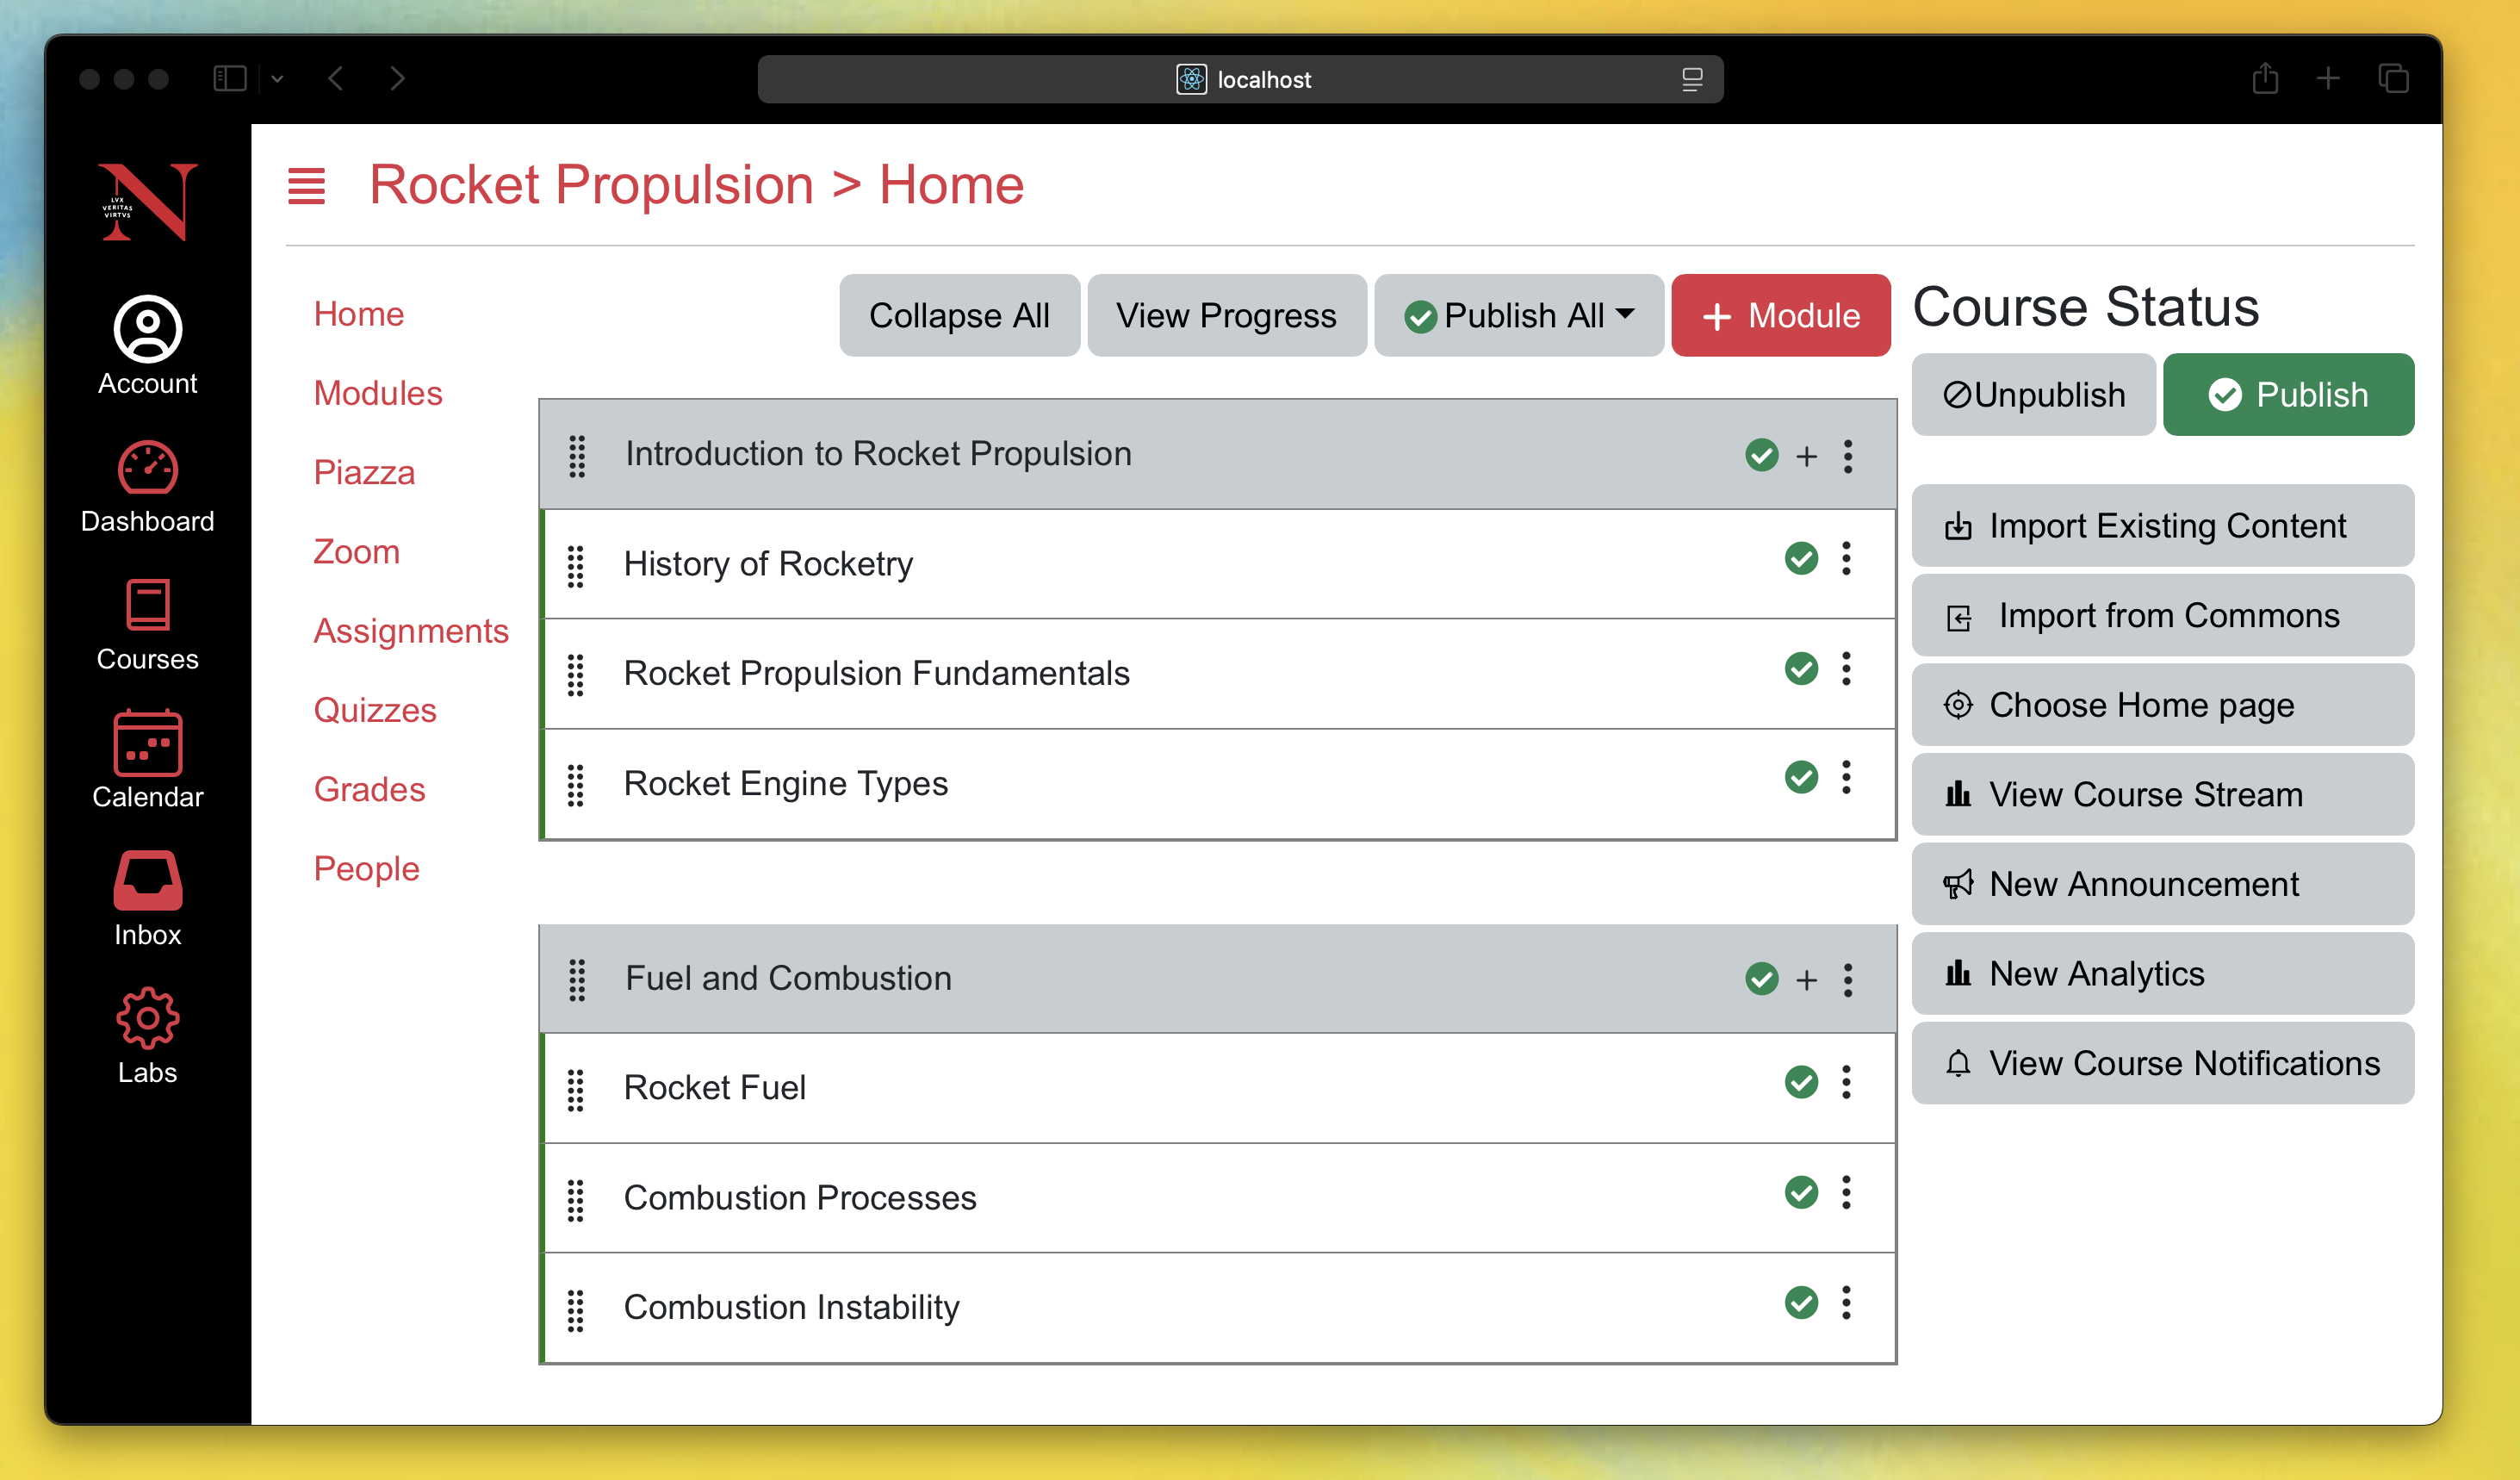 localhost
LVX
VERITAS
VIRTVS
Account
Dashboard
Courses
Calendar
Inbox
Labs
Rocket Propulsion > Home
Home
Modules
Piazza
Zoom
Assignments
Quizzes
Grades
People
Collapse All
View Progress
Publish All
+ Module
Introduction to Rocket Propulsion
History of Rocketry
Rocket Propulsion Fundamentals
Rocket Engine Types
Fuel and Combustion
Rocket Fuel
Combustion Processes
Combustion Instability
Course Status
Unpublish
Publish
Import Existing Content
Import from Commons
Choose Home page
View Course Stream
New Announcement
New Analytics
View Course Notifications